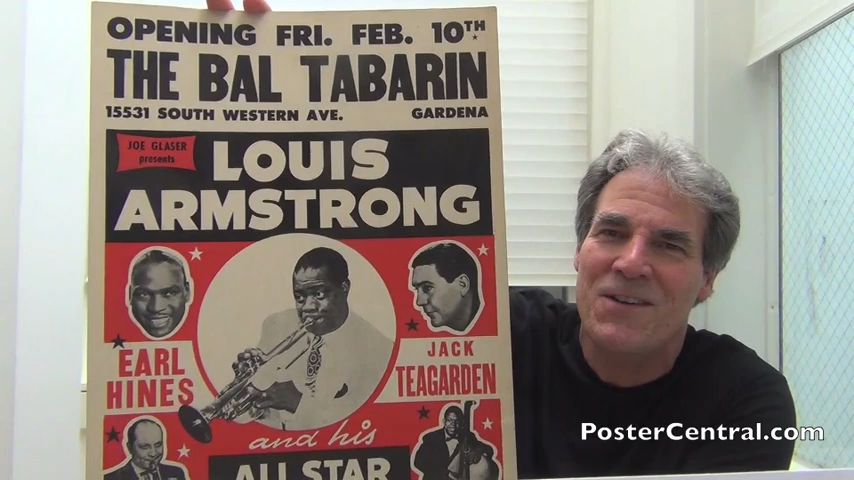 OPENING FRI. FEB. 10TH
THE BAL TABARIN
15531 SOUTH WESTERN AVE. GARDENA
JOE GLASER
presents
LOUIS
ARMSTRONG
EARL
HINES
JACK
TEAGARDEN
and his
ALL STAR
PosterCentral.com